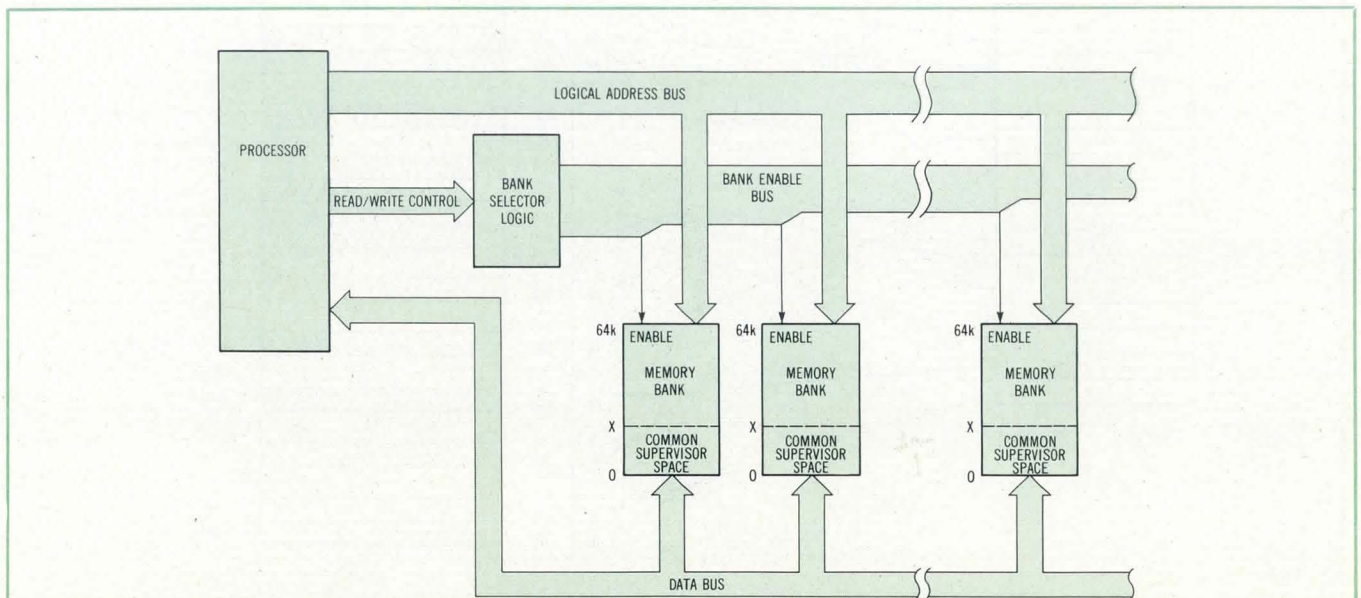 LOGICAL ADDRESS BUS
PROCESSOR
READ/WRITE CONTROL
BANK
SELECTOR
LOGIC
BANK ENABLE
BUS
64k
ENABLE
MEMORY
BANK
X
COMMON
SUPERVISOR
SPACE
0
64k
ENABLE
MEMORY
BANK
X
COMMON
SUPERVISOR
SPACE
0
64k
ENABLE
MEMORY
BANK
X
COMMON
SUPERVISOR
SPACE
0
DATA BUS